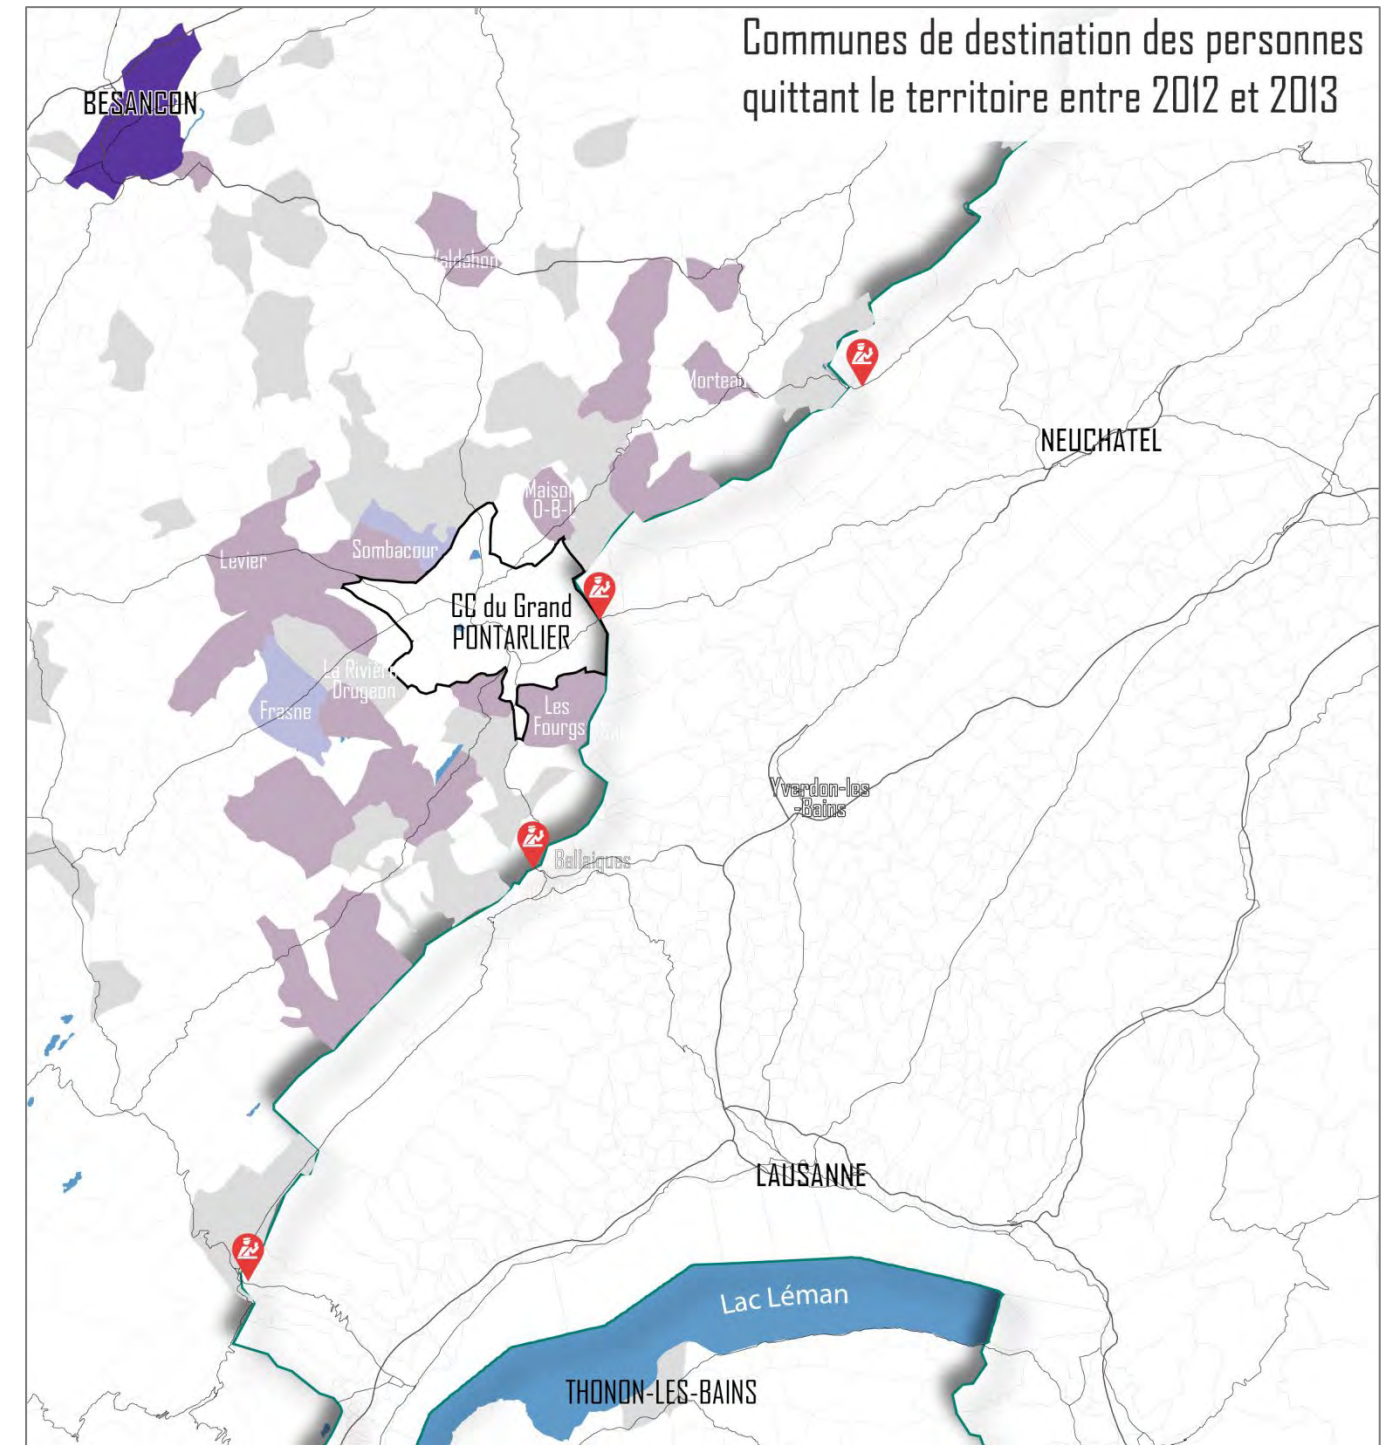 Communes de destination des personnes
quittant le territoire entre 2012 et 2013
BESANCON
Valdahon
Morteau
NEUCHATEL
Maison
D-B-
Sombacour
Levier
CC du Grand
PONTARLIER
La Rivière
Drugeon
Frasne
Les
Fourgs
Yverdon-les
-Bains
Ballaigues
LAUSANNE
Lac Léman
THONON-LES-BAINS